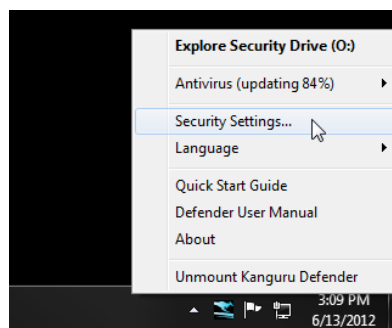 Explore Security Drive (O:)
Antivirus (updating 84%)
Security Settings...
Language
Quick Start Guide
Defender User Manual
About
Unmount Kanguru Defender
3:09 PM
6/13/2012